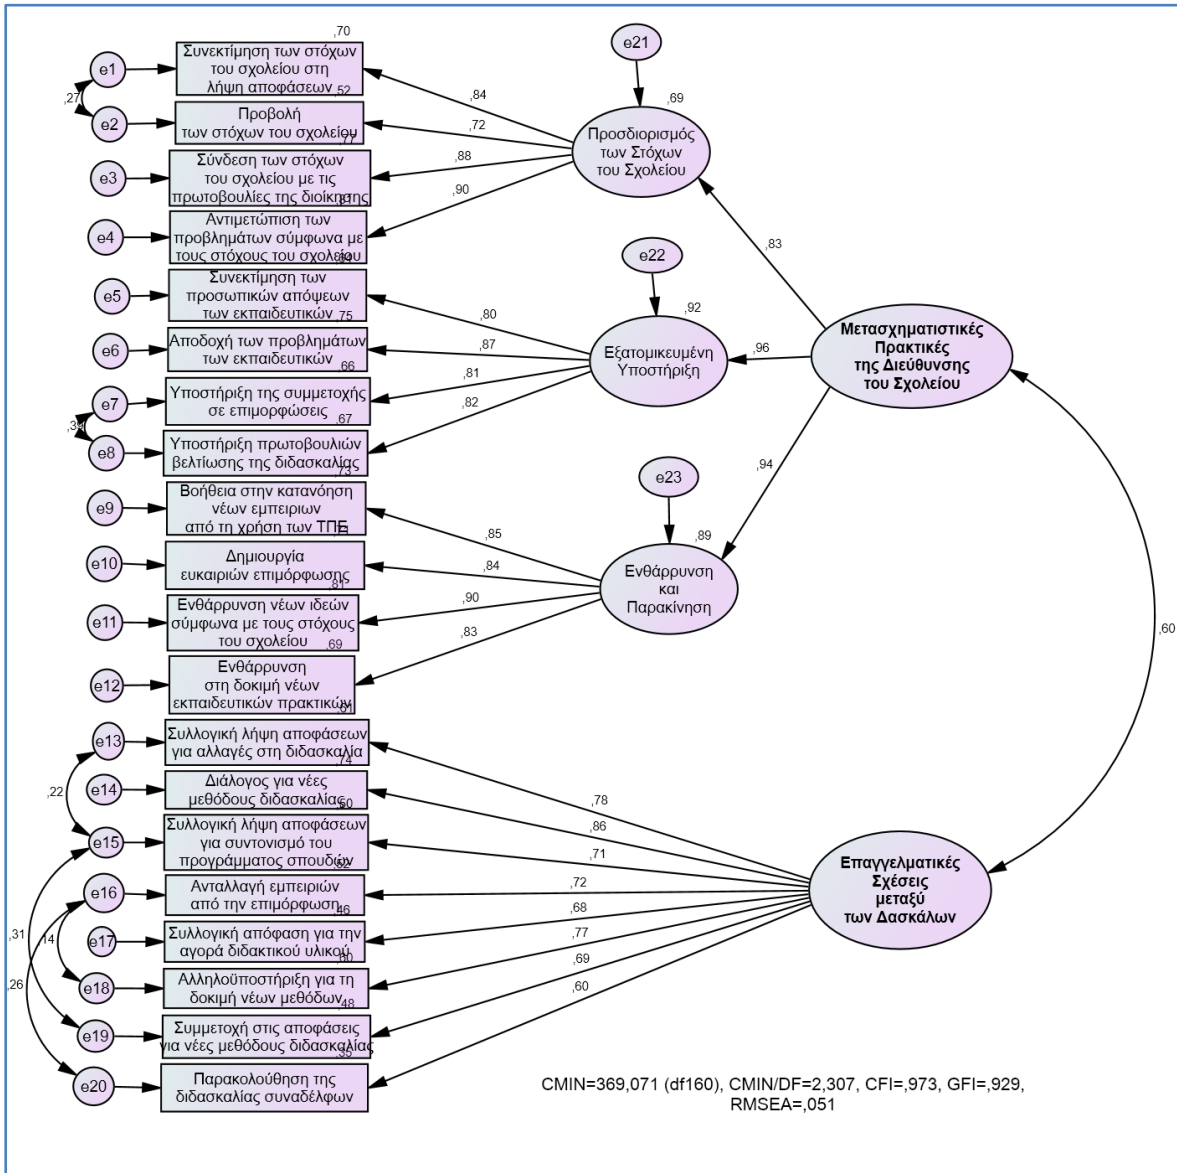 ,70
e1
Συνεκτίμηση των στόχων
του σχολείου στη
λήψη αποφάσεων
,52
,27
e2
Προβολή
των στόχων του σχολείου
,77
e3
Σύνδεση των στόχων
του σχολείου με τις
πρωτοβουλίες της διοίκησης
e4
Αντιμετώπιση των
προβλημάτων σύμφωνα με
τους στόχους του σχολείου
,64
e5
Συνεκτίμηση των
προσωπικών απόψεων
των εκπαιδευτικών
,75
e6
Αποδοχή των προβλημάτων
των εκπαιδευτικών
,66
e7
Υποστήριξη της συμμετοχής
σε επιμορφώσεις
,67
,39
e8
Υποστήριξη πρωτοβουλιών
βελτίωσης της διδασκαλίας
,73
e9
Βοήθεια στην κατανόηση
νέων εμπειριων
από τη χρήση των ΤΠΕ
e10
Δημιουργία
ευκαιριών επιμόρφωσης
,81
e11
Ενθάρρυνση νέων ιδεών
σύμφωνα με τους στόχους
του σχολείου
,69
e12
Ενθάρρυνση
στη δοκιμή νέων
εκπαιδευτικών πρακτικών
,61
e13
Συλλογική λήψη αποφάσεων
για αλλαγές στη διδασκαλία
,74
,22
e14
Διάλογος για νέες
μεθόδους διδασκαλίας
,50
e15
Συλλογική λήψη αποφάσεων
για συντονισμό του
προγράμματος σπουδών
,52
e16
Ανταλλαγή εμπειριών
από την επιμόρφωση
,46
,31
,14
e17
Συλλογική απόφαση για την
αγορά διδακτικού υλικού
,60
,26
e18
Αλληλοϋποστήριξη για τη
δοκιμή νέων μεθόδων
,48
e19
Συμμετοχή στις αποφάσεις
για νέες μεθόδους διδασκαλίας
,35
e20
Παρακολούθηση της
διδασκαλίας συναδέλφων
,84
,72
,88
,90
e21
,69
Προσδιορισμός
των Στόχων
του Σχολείου
,80
,87
,81
,82
e22
,92
Εξατομικευμένη
Υποστήριξη
,85
,84
,90
,83
e23
,89
Ενθάρρυνση
και
Παρακίνηση
,83
,96
,94
Μετασχηματιστικές
Πρακτικές
της Διεύθυνσης
του Σχολείου
,60
,78
,86
,71
,72
,68
,77
,69
,60
Επαγγελματικές
Σχέσεις
μεταξύ
των Δασκάλων
CMIN=369,071 (df160), CMIN/DF=2,307, CFI=,973, GFI=,929,
RMSEA=,051